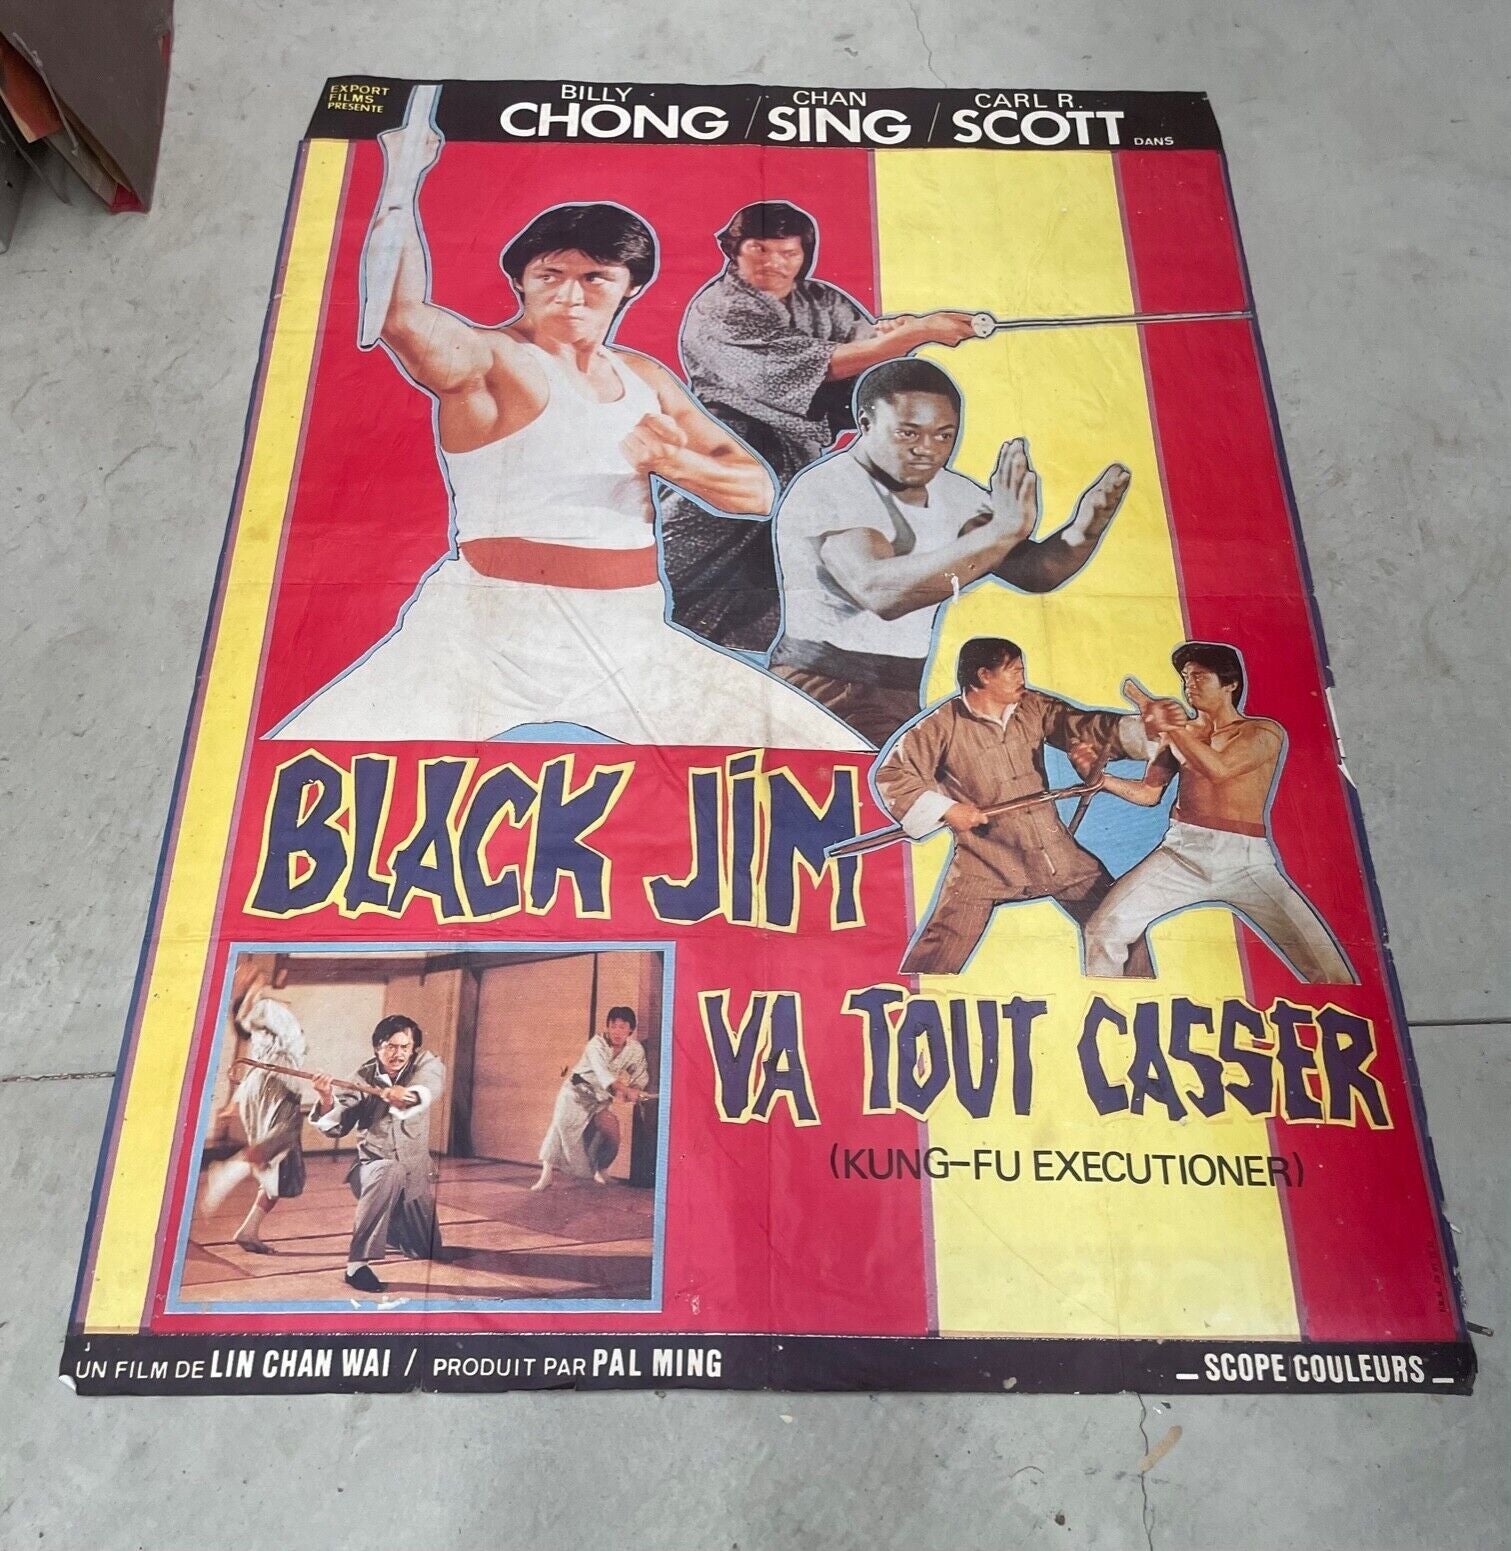 EXPORT
FILMS
PRESENTE
BILLY
CHONG / CHAN
SING / CARL R.
SCOTT DANS
BLACK JiM
VA TOUT CASSER
(KUNG-FU EXECUTIONER)
UN FILM DE LIN CHAN WAI / PRODUIT PAR PAL MING
_ SCOPE COULEURS _